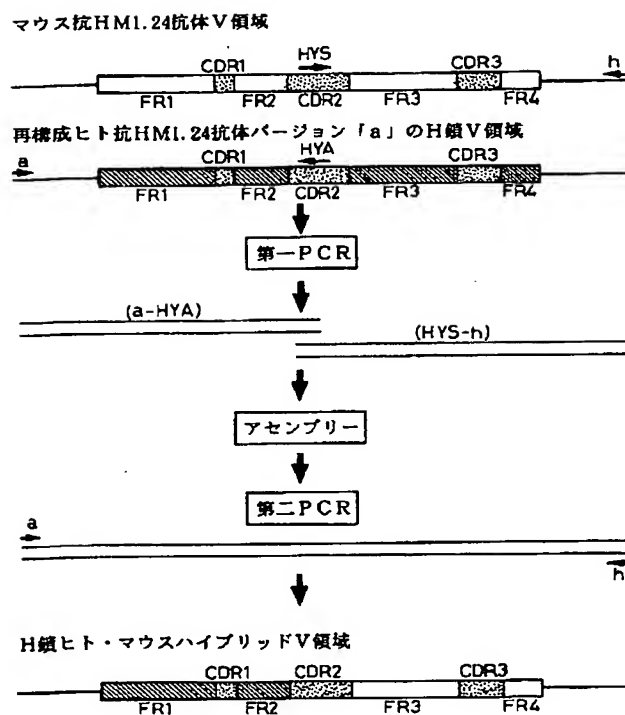 マウス抗HM1.24抗体V領域
HYS
h
CDR1
CDR3
FR1
FR2
CDR2
FR3
FR4
再構成ヒト抗HM1.24抗体バージョン「a」のH鎖V領域
a
CDR1
HYA
CDR3
FR1
FR2
CDR2
FR3
FR4
第一PCR
(a-HYA)
(HYS-h)
アセンブリー
第二PCR
a
h
H鎖ヒト・マウスハイブリッドV領域
CDR1
CDR2
CDR3
FR1
FR2
FR3
FR4